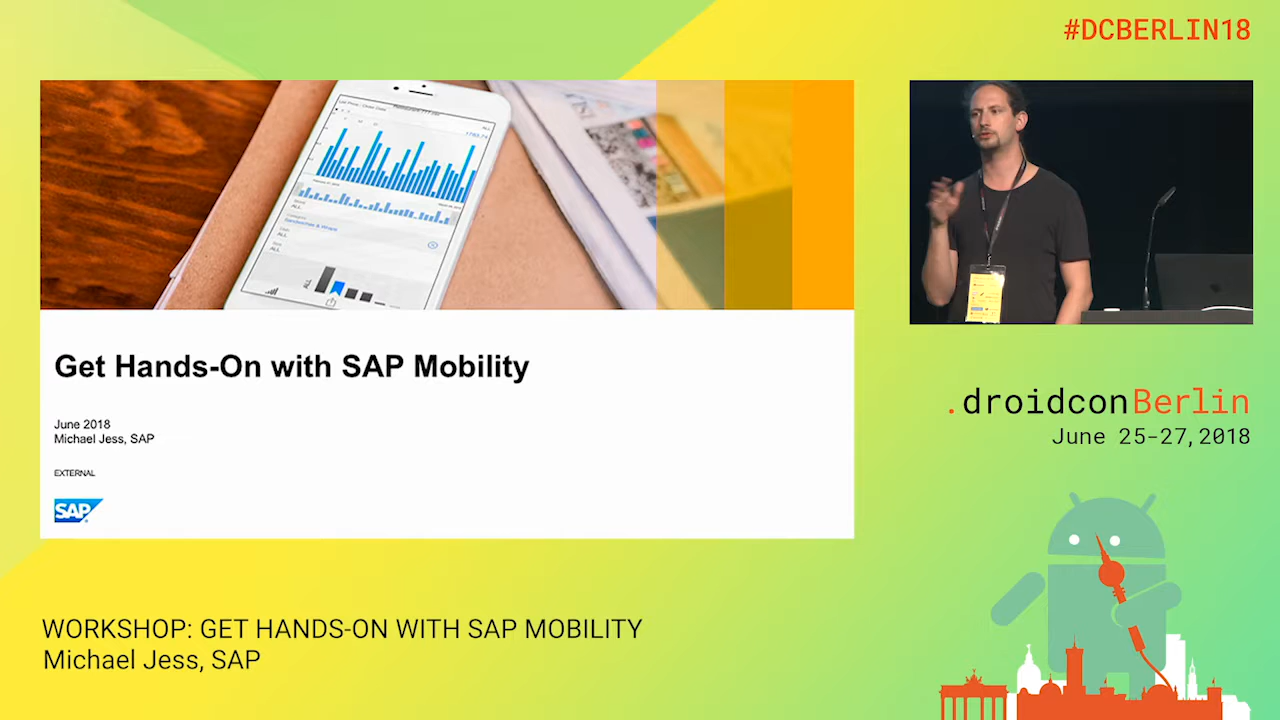 #DCBERLIN18
Get Hands-On with SAP Mobility
June 2018
Michael Jess, SAP
EXTERNAL
SAP
.droidconBerlin
June 25-27, 2018
WORKSHOP: GET HANDS-ON WITH SAP MOBILITY
Michael Jess, SAP